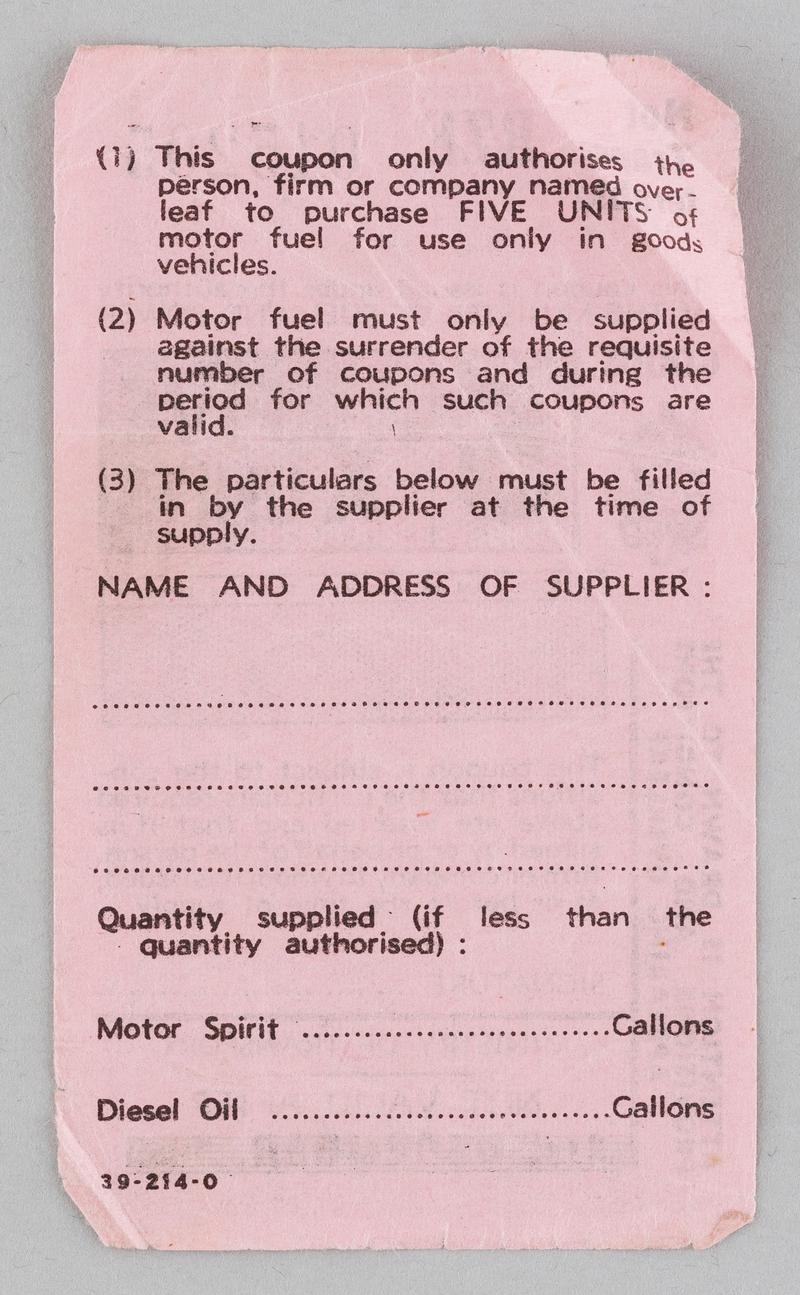 (1) This coupon only authorises the
person, firm or company named over-
leaf to purchase FIVE UNITS of
motor fuel for use only in goods
vehicles.
(2) Motor fuel must only be supplied
against the surrender of the requisite
number of coupons and during the
period for which such coupons are
valid.
(3) The particulars below must be filled
in by the supplier at the time of
supply.
NAME AND ADDRESS OF SUPPLIER :
Quantity supplied (if less than the
quantity authorised) :
Motor Spirit ..............................Gallons
Diesel Oil .................................Gallons
39-214-0